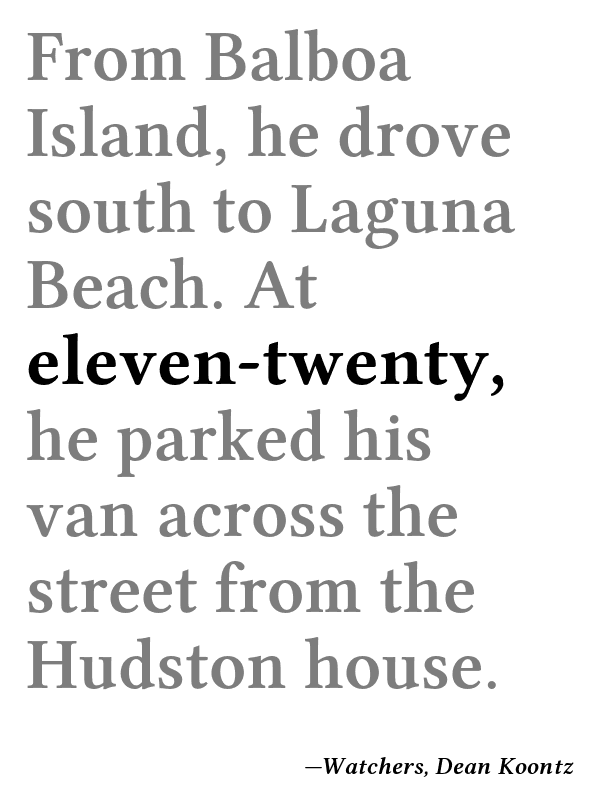 From Balboa
Island, he drove
south to Laguna
Beach. At
eleven-twenty,
he parked his
van across the
street from the
Hudston house.
—Watchers, Dean Koontz